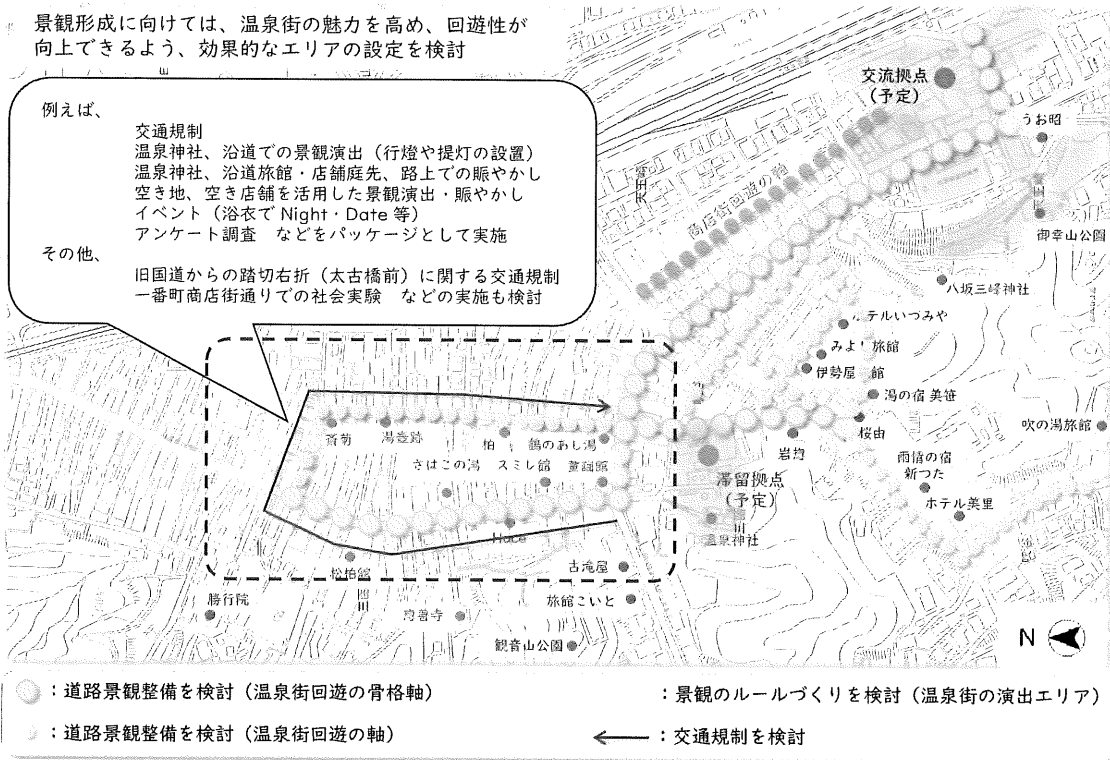 景観形成に向けては、温泉街の魅力を高め、回遊性が
向上できるよう、効果的なエリアの設定を検討
例えば、
交通規制
温泉神社、沿道での景観演出（行燈や提灯の設置）
温泉神社、沿道旅館・店舗庭先、路上での賑やかし
空き地、空き店舗を活用した景観演出・賑やかし
イベント（浴衣で Night・Date 等）
アンケート調査　などをパッケージとして実施
その他、
旧国道からの踏切右折（太古橋前）に関する交通規制
一番町商店街通りでの社会実験　などの実施も検討
交流拠点
（予定）
うお昭
商店街回遊の軸
天王崎
御幸山公園
八坂三峰神社
テルいづみや
みよし旅館
伊勢屋 館
湯の宿 美笹
桜由
吹の湯旅館
岩惣
雨情の宿
新つた
ホテル美里
斎菊
湯壺跡
柏
鶴のあし湯
さはこの湯
スミレ館
滞留拠点
（予定）
温泉神社
松柏館
古滝屋
勝行院
旅館こいと
観音山公園
N
：道路景観整備を検討（温泉街回遊の骨格軸）
：景観のルールづくりを検討（温泉街の演出エリア）
：道路景観整備を検討（温泉街回遊の軸）
：交通規制を検討